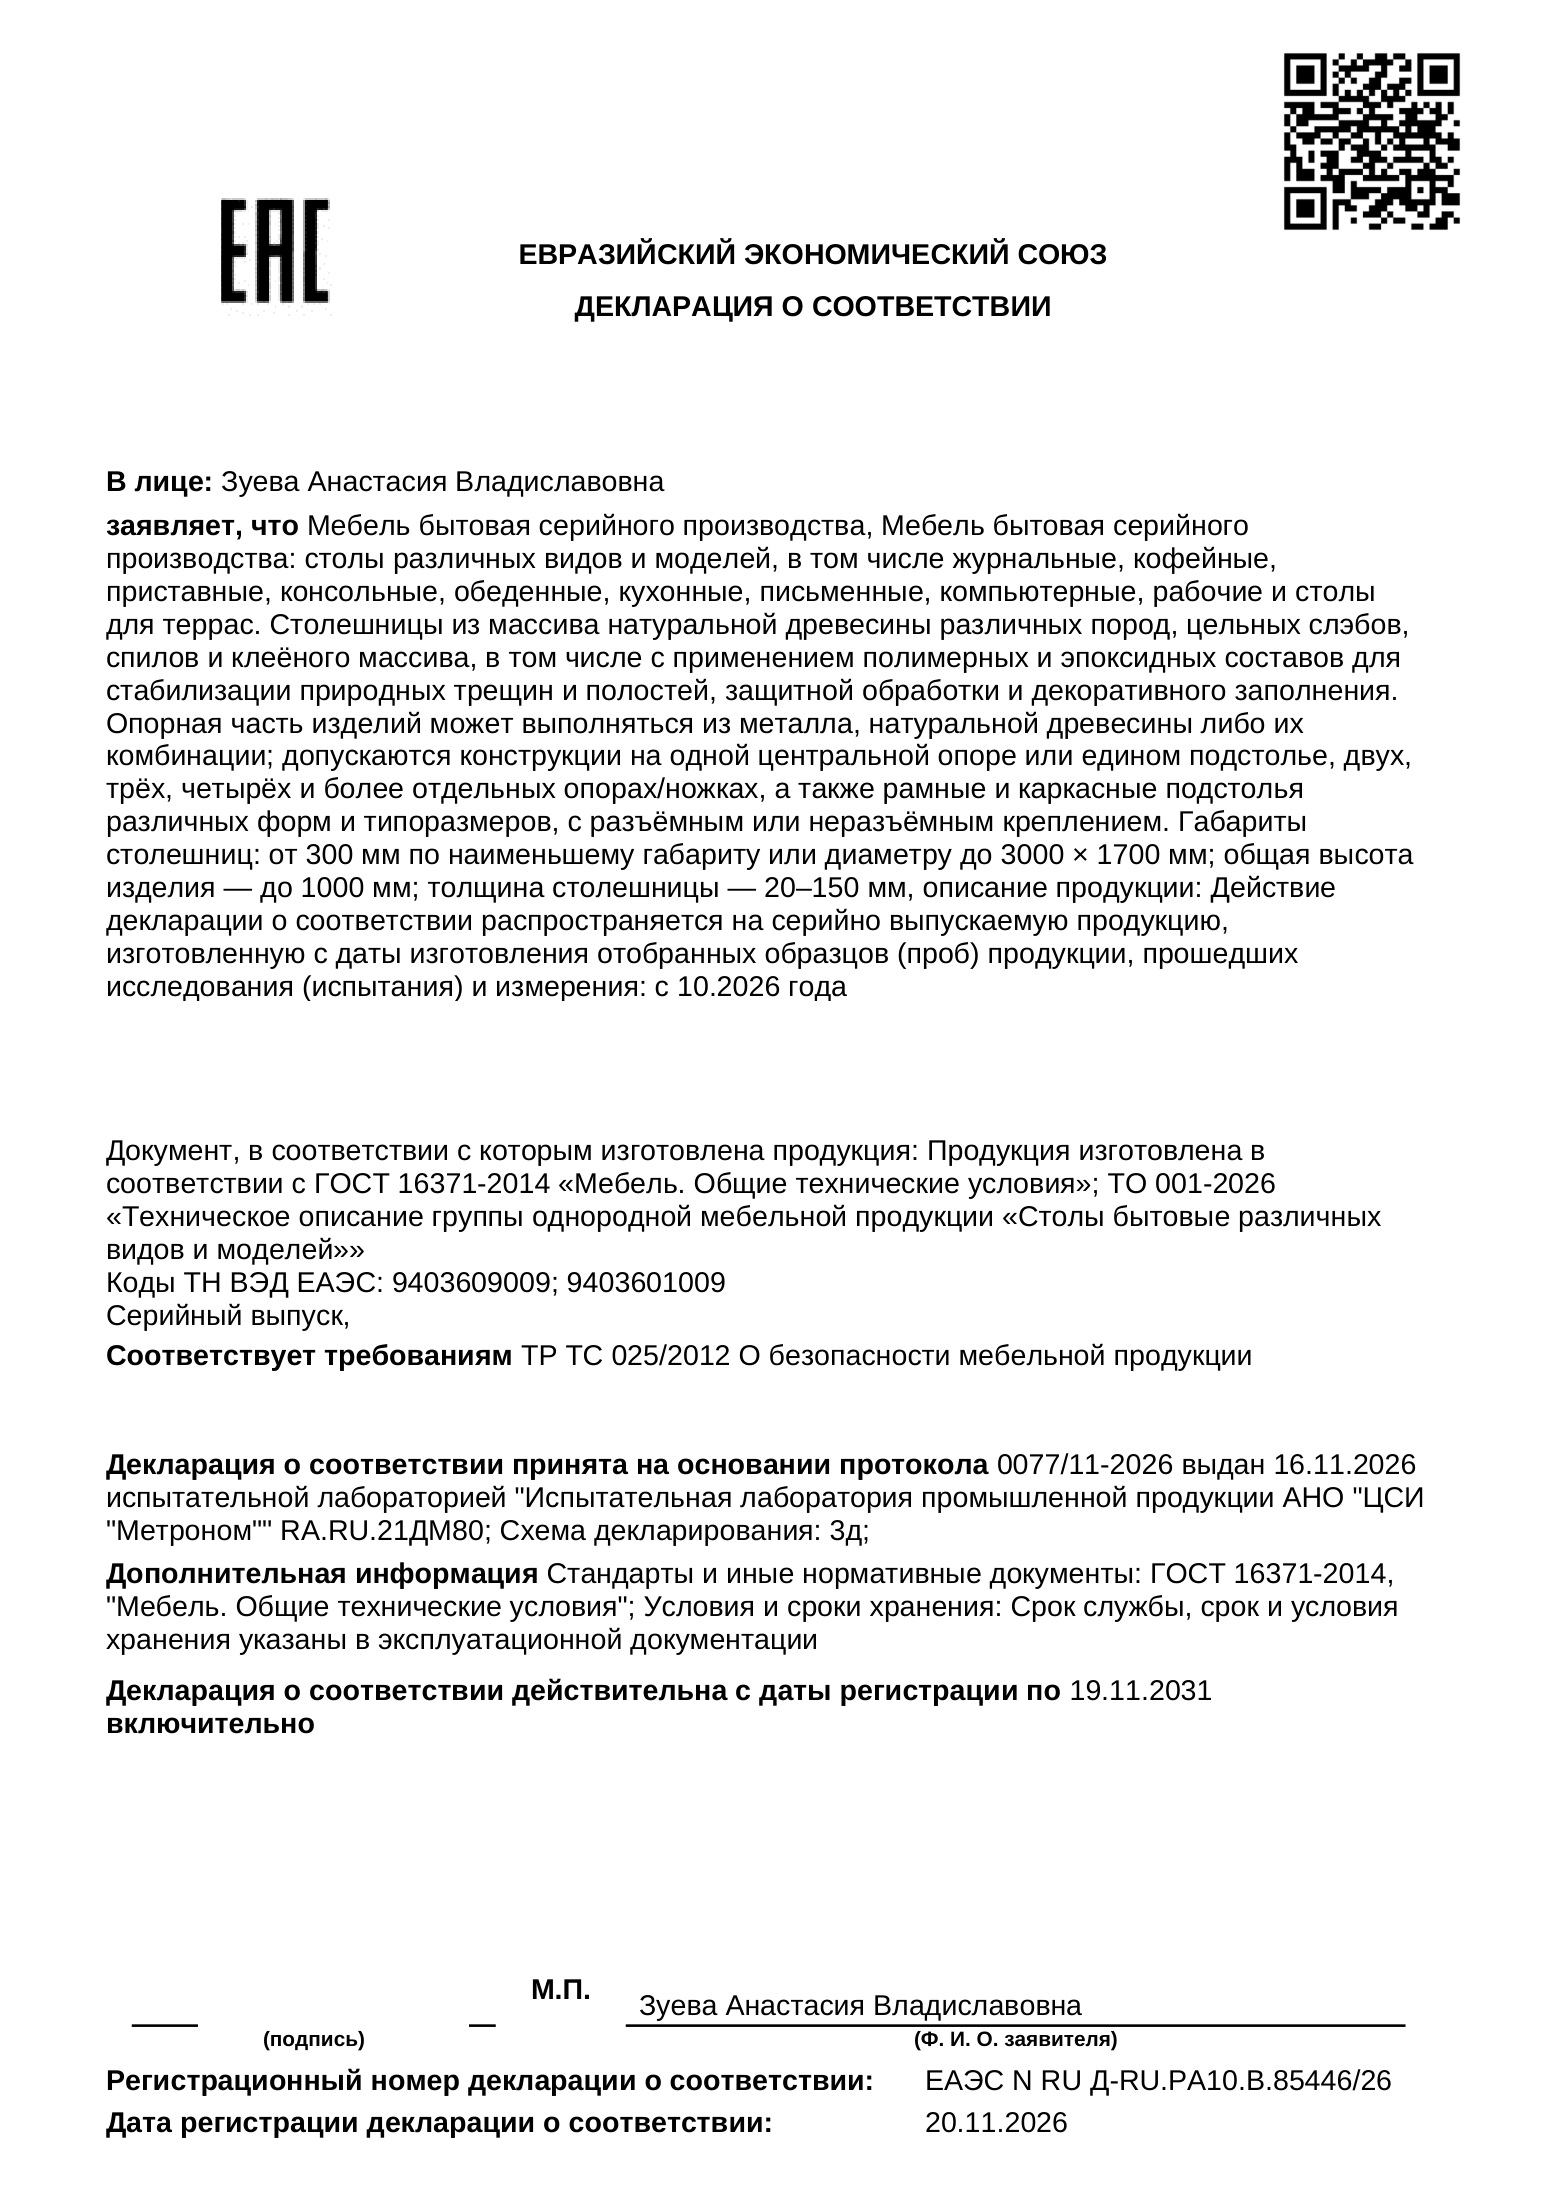 EAC
ЕВРАЗИЙСКИЙ ЭКОНОМИЧЕСКИЙ СОЮЗ
ДЕКЛАРАЦИЯ О СООТВЕТСТВИИ
В лице: Зуева Анастасия Владиславовна
заявляет, что Мебель бытовая серийного производства, Мебель бытовая серийного
производства: столы различных видов и моделей, в том числе журнальные, кофейные,
приставные, консольные, обеденные, кухонные, письменные, компьютерные, рабочие и столы
для террас. Столешницы из массива натуральной древесины различных пород, цельных слэбов,
спилов и клеёного массива, в том числе с применением полимерных и эпоксидных составов для
стабилизации природных трещин и полостей, защитной обработки и декоративного заполнения.
Опорная часть изделий может выполняться из металла, натуральной древесины либо их
комбинации; допускаются конструкции на одной центральной опоре или едином подстолье, двух,
трёх, четырёх и более отдельных опорах/ножках, а также рамные и каркасные подстолья
различных форм и типоразмеров, с разъёмным или неразъёмным креплением. Габариты
столешниц: от 300 мм по наименьшему габариту или диаметру до 3000 × 1700 мм; общая высота
изделия — до 1000 мм; толщина столешницы — 20–150 мм, описание продукции: Действие
декларации о соответствии распространяется на серийно выпускаемую продукцию,
изготовленную с даты изготовления отобранных образцов (проб) продукции, прошедших
исследования (испытания) и измерения: с 10.2026 года
Документ, в соответствии с которым изготовлена продукция: Продукция изготовлена в
соответствии с ГОСТ 16371-2014 «Мебель. Общие технические условия»; ТО 001-2026
«Техническое описание группы однородной мебельной продукции «Столы бытовые различных
видов и моделей»»
Коды ТН ВЭД ЕАЭС: 9403609009; 9403601009
Серийный выпуск,
Соответствует требованиям ТР ТС 025/2012 О безопасности мебельной продукции
Декларация о соответствии принята на основании протокола 0077/11-2026 выдан 16.11.2026
испытательной лабораторией "Испытательная лаборатория промышленной продукции АНО "ЦСИ
"Метроном"" RA.RU.21ДМ80; Схема декларирования: 3д;
Дополнительная информация Стандарты и иные нормативные документы: ГОСТ 16371-2014,
"Мебель. Общие технические условия"; Условия и сроки хранения: Срок службы, срок и условия
хранения указаны в эксплуатационной документации
Декларация о соответствии действительна с даты регистрации по 19.11.2031
включительно
М.П. Зуева Анастасия Владиславовна
(подпись) (Ф. И. О. заявителя)
Регистрационный номер декларации о соответствии: ЕАЭС N RU Д-RU.РА10.В.85446/26
Дата регистрации декларации о соответствии: 20.11.2026